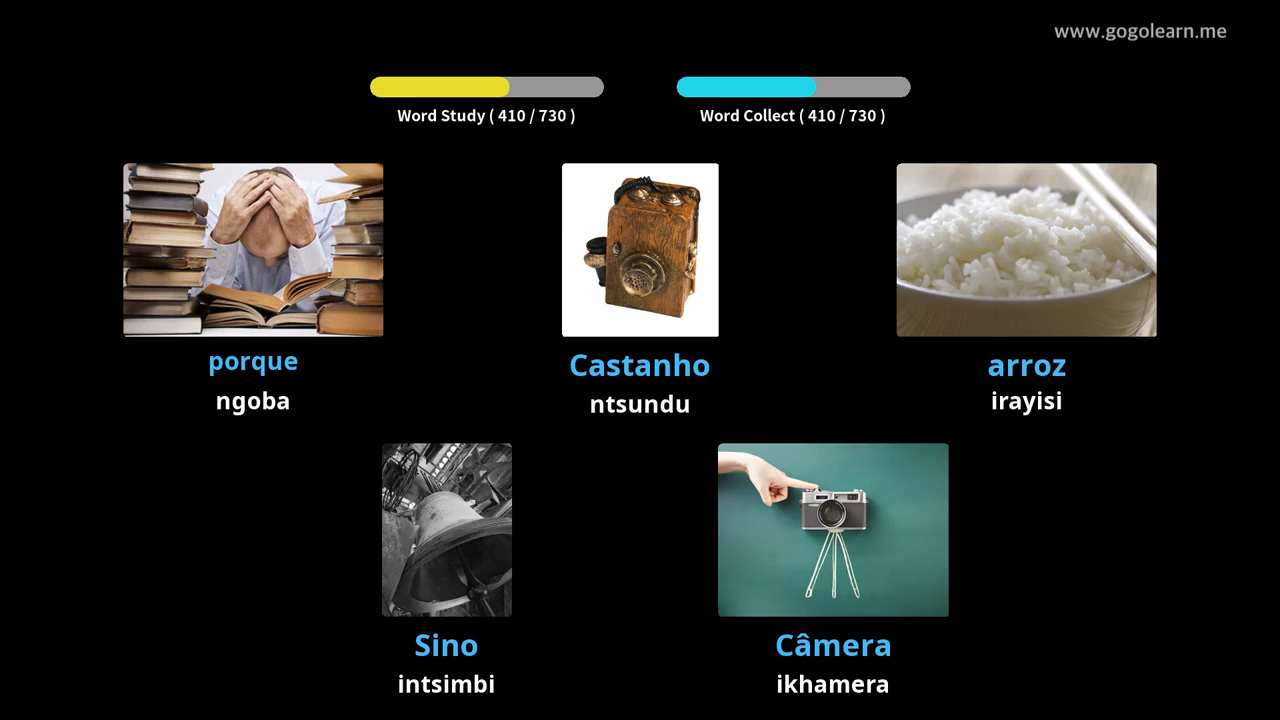 www.gogolearn.me
Word Study ( 410 / 730 )
Word Collect ( 410 / 730 )
porque
ngoba
Castanho
ntsundu
arroz
irayisi
Sino
intsimbi
Câmera
ikhamera